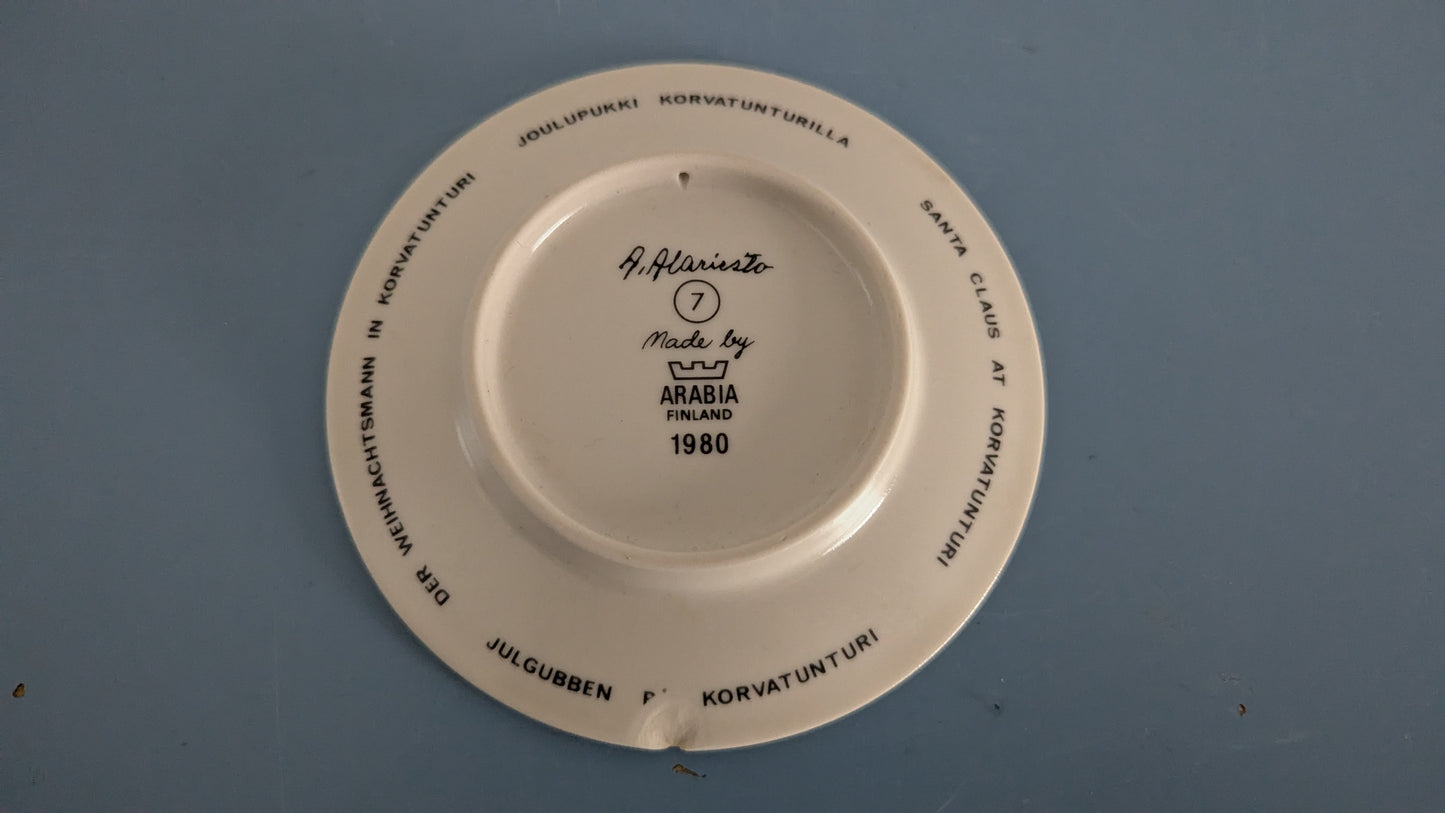 JOULUPUKKI KORVATUNTURILLA
SANTA CLAUS AT KORVATUNTURI
JULGUBBEN KORVATUNTURI
DER WEIHNACHTSMANN IN KORVATUNTURI
A. Alariesto
7
Made by
ARABIA
FINLAND
1980